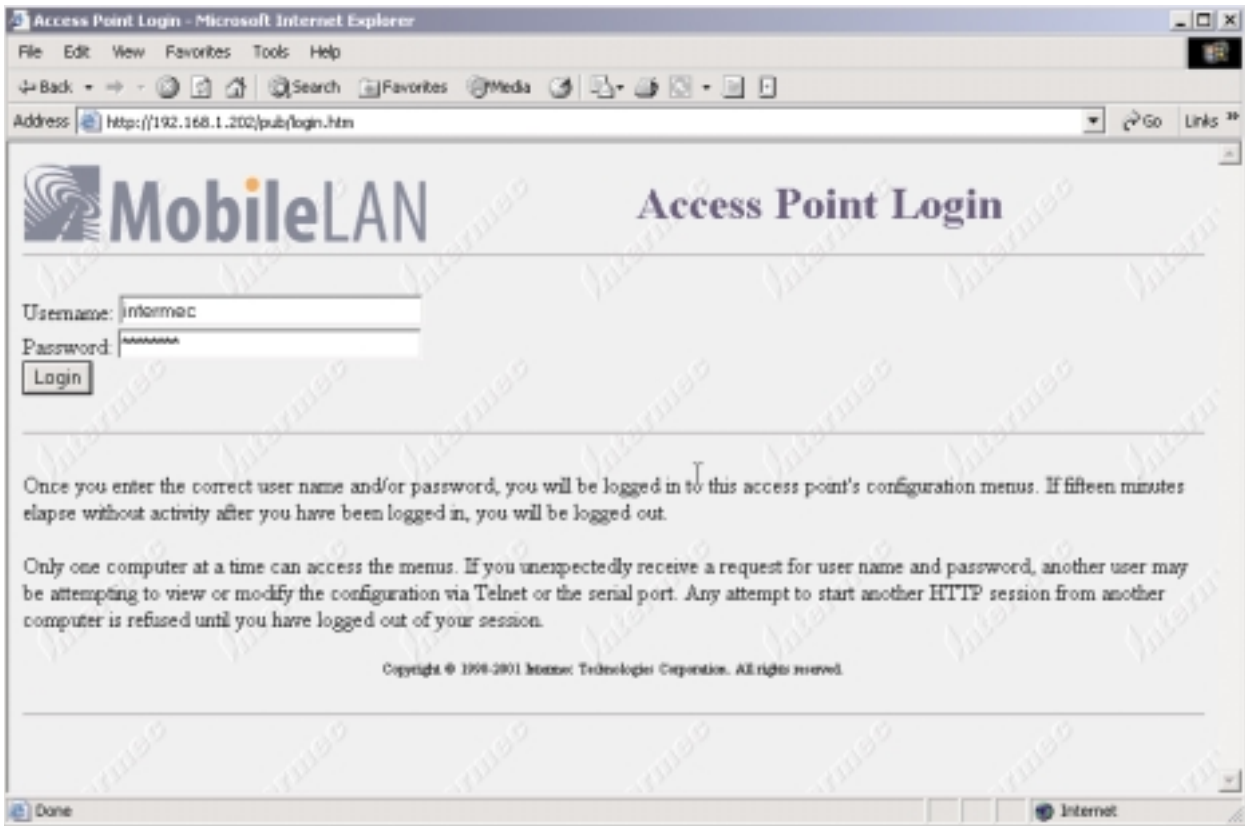 Access Point Login - Microsoft Internet Explorer
File Edit View Favorites Tools Help
Back Search Favorites Media
Address http://192.168.1.202/pub/login.htm Go Links »
MobileLAN
Access Point Login
Username: intermec
Password: ********
Login
Once you enter the correct user name and/or password, you will be logged in to this access point's configuration menus. If fifteen minutes
elapse without activity after you have been logged in, you will be logged out.
Only one computer at a time can access the menus. If you unexpectedly receive a request for user name and password, another user may
be attempting to view or modify the configuration via Telnet or the serial port. Any attempt to start another HTTP session from another
computer is refused until you have logged out of your session.
Copyright © 1998-2001 Intermec Technologies Corporation. All rights reserved.
Done Internet